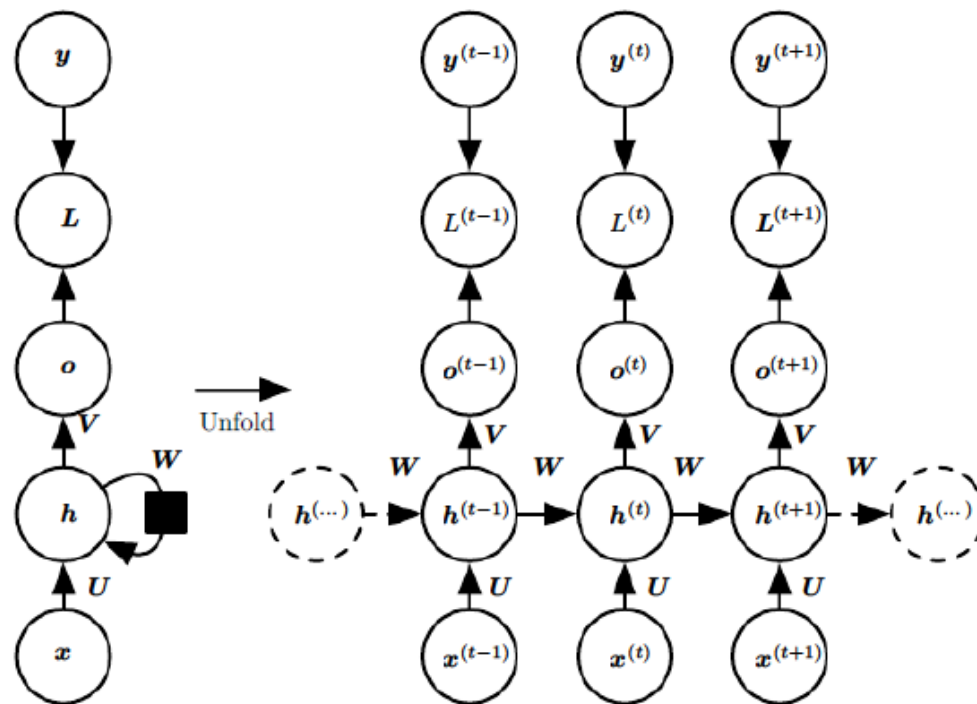 y y^(t−1) y^(t) y^(t+1)
L L^(t−1) L^(t) L^(t+1)
o o^(t−1) o^(t) o^(t+1)
Unfold
V V V V
W W W W W
h h^(...) h^(t−1) h^(t) h^(t+1) h^(...)
U U U U
x x^(t−1) x^(t) x^(t+1)